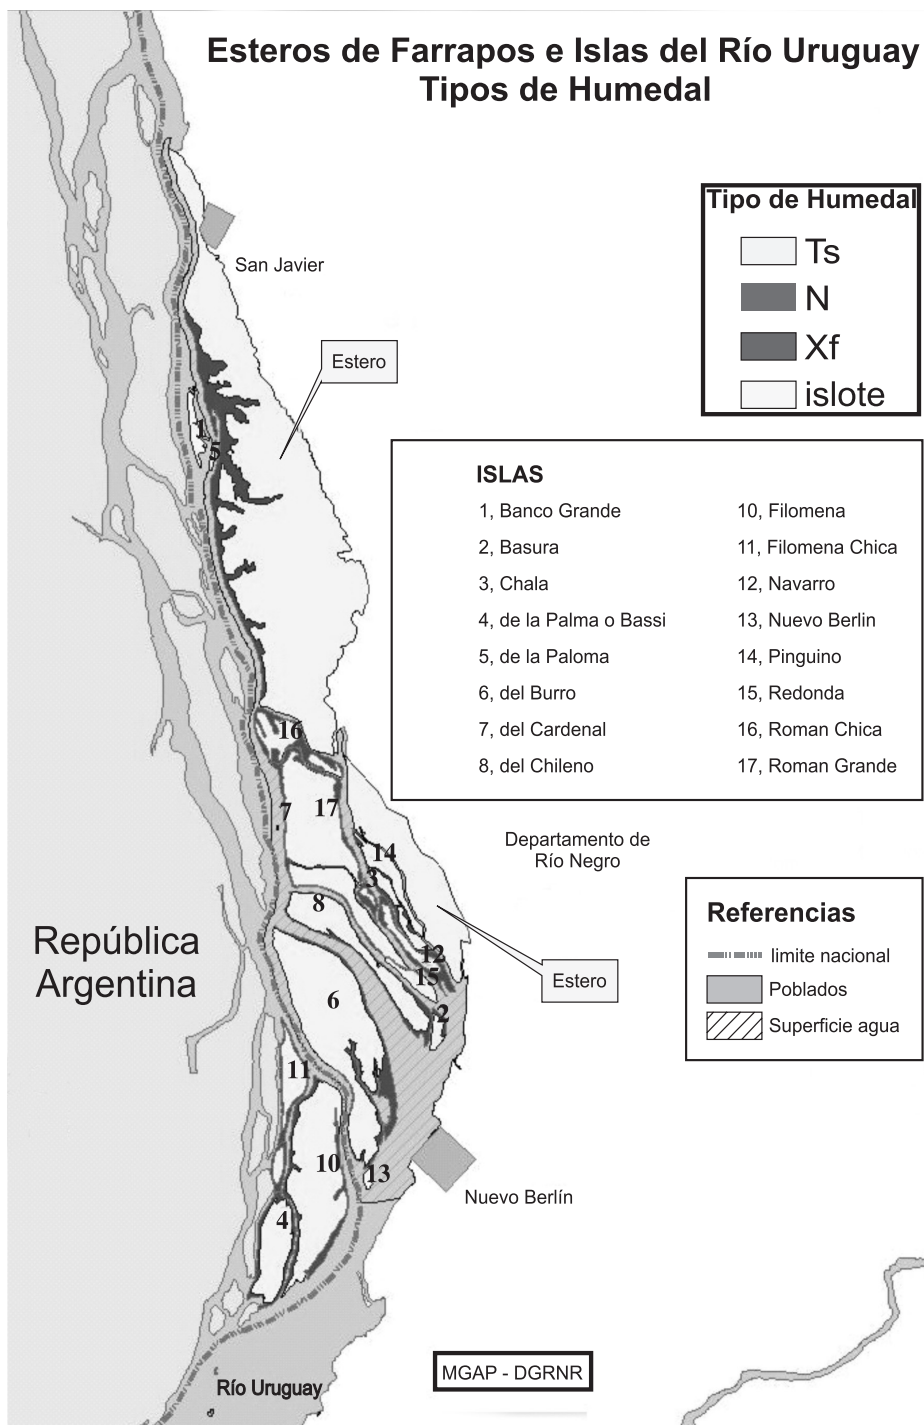 Esteros de Farrapos e Islas del Río Uruguay
Tipos de Humedal
Tipo de Humedal
Ts
N
Xf
islote
San Javier
Estero
ISLAS
1, Banco Grande
2, Basura
3, Chala
4, de la Palma o Bassi
5, de la Paloma
6, del Burro
7, del Cardenal
8, del Chileno
10, Filomena
11, Filomena Chica
12, Navarro
13, Nuevo Berlin
14, Pinguino
15, Redonda
16, Roman Chica
17, Roman Grande
1
5
16
7
17
14
3
8
12
15
2
6
11
10
13
4
Departamento de
Río Negro
República
Argentina
Estero
Referencias
limite nacional
Poblados
Superficie agua
Nuevo Berlín
MGAP - DGRNR
Río Uruguay